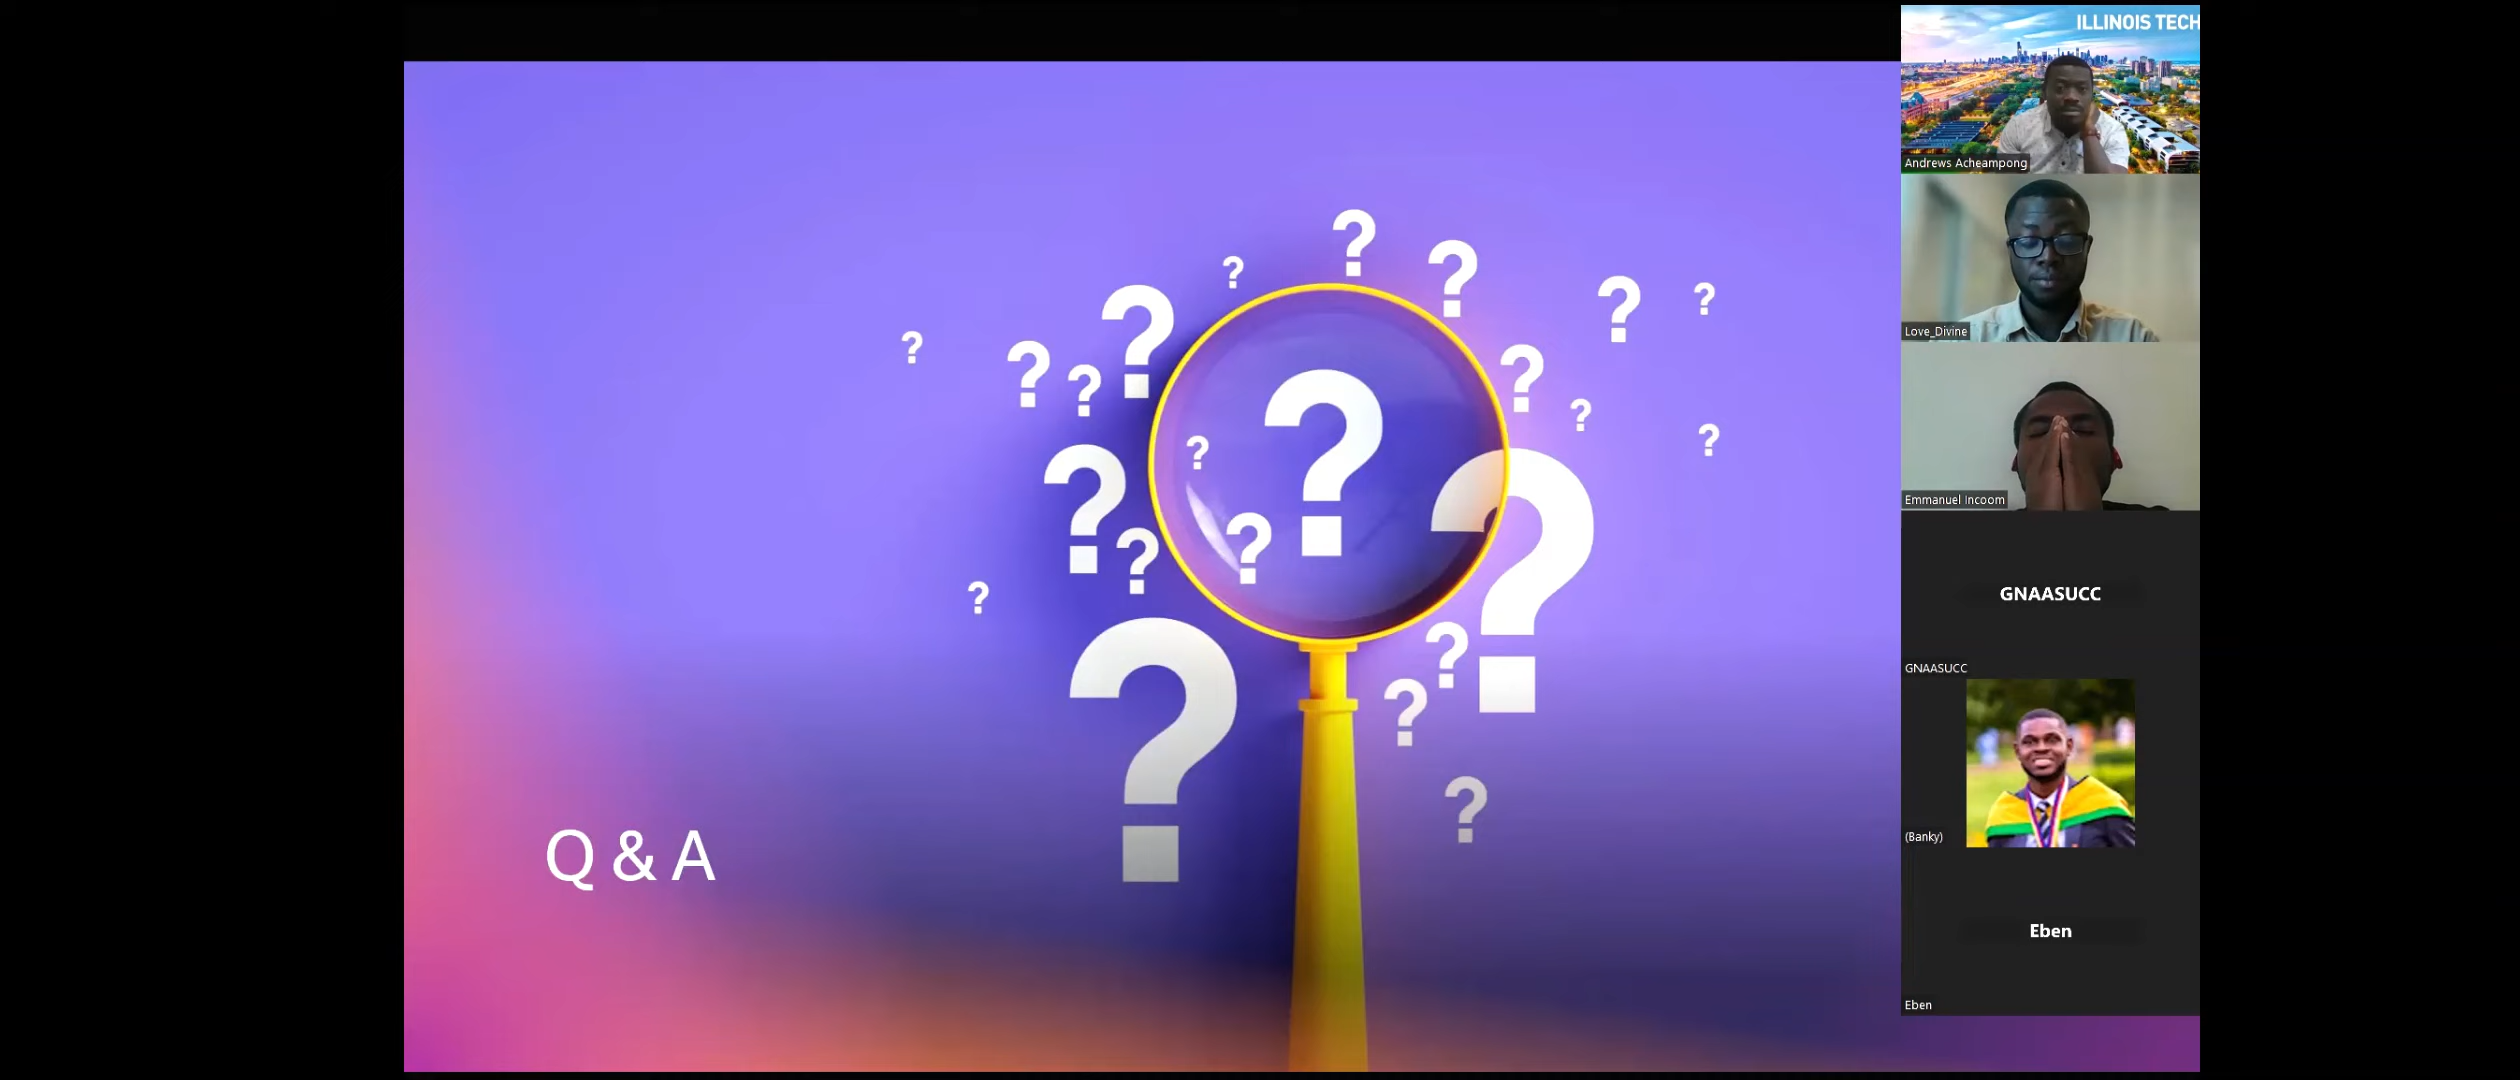 ILLINOIS TECH
Andrews Acheampong
Love_Divine
Emmanuel Incoom
GNAASUCC
GNAASUCC
(Banky)
Eben
Eben
Q & A